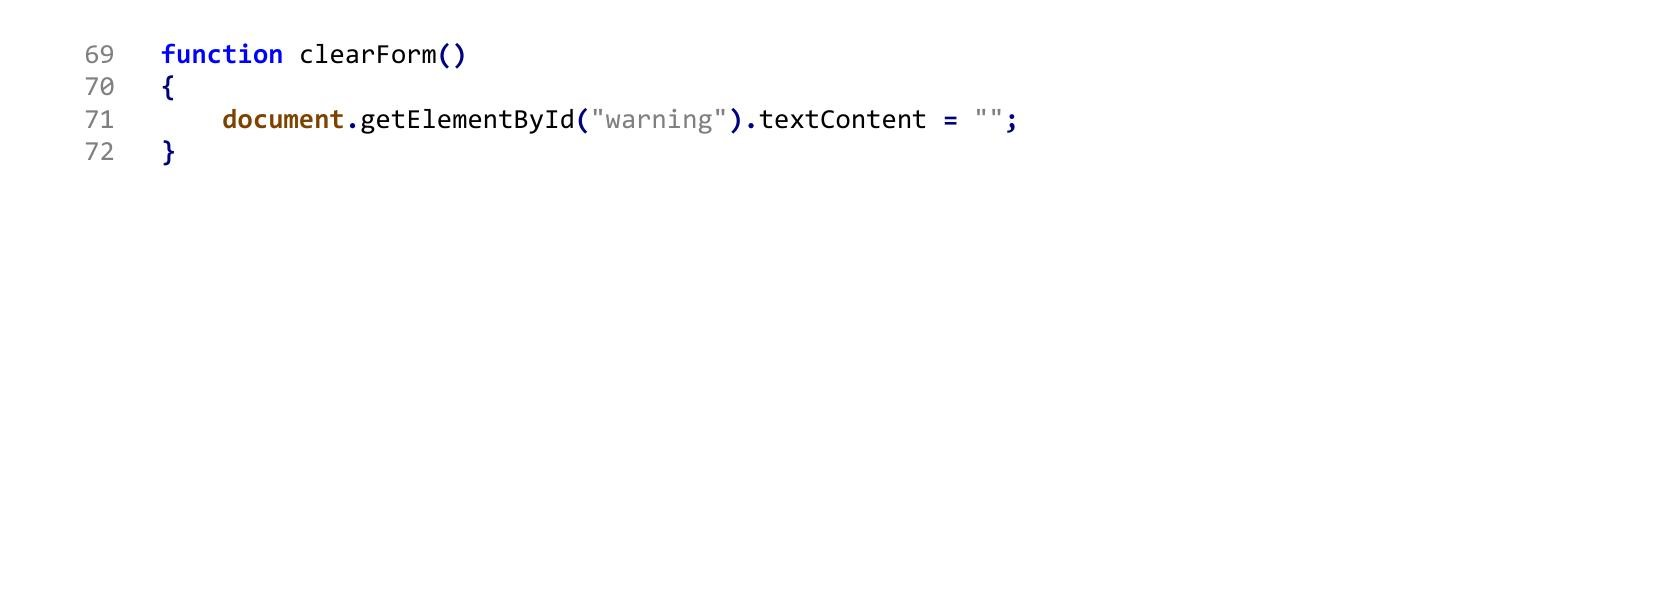 69 function clearForm()
70 {
71     document.getElementById("warning").textContent = "";
72 }